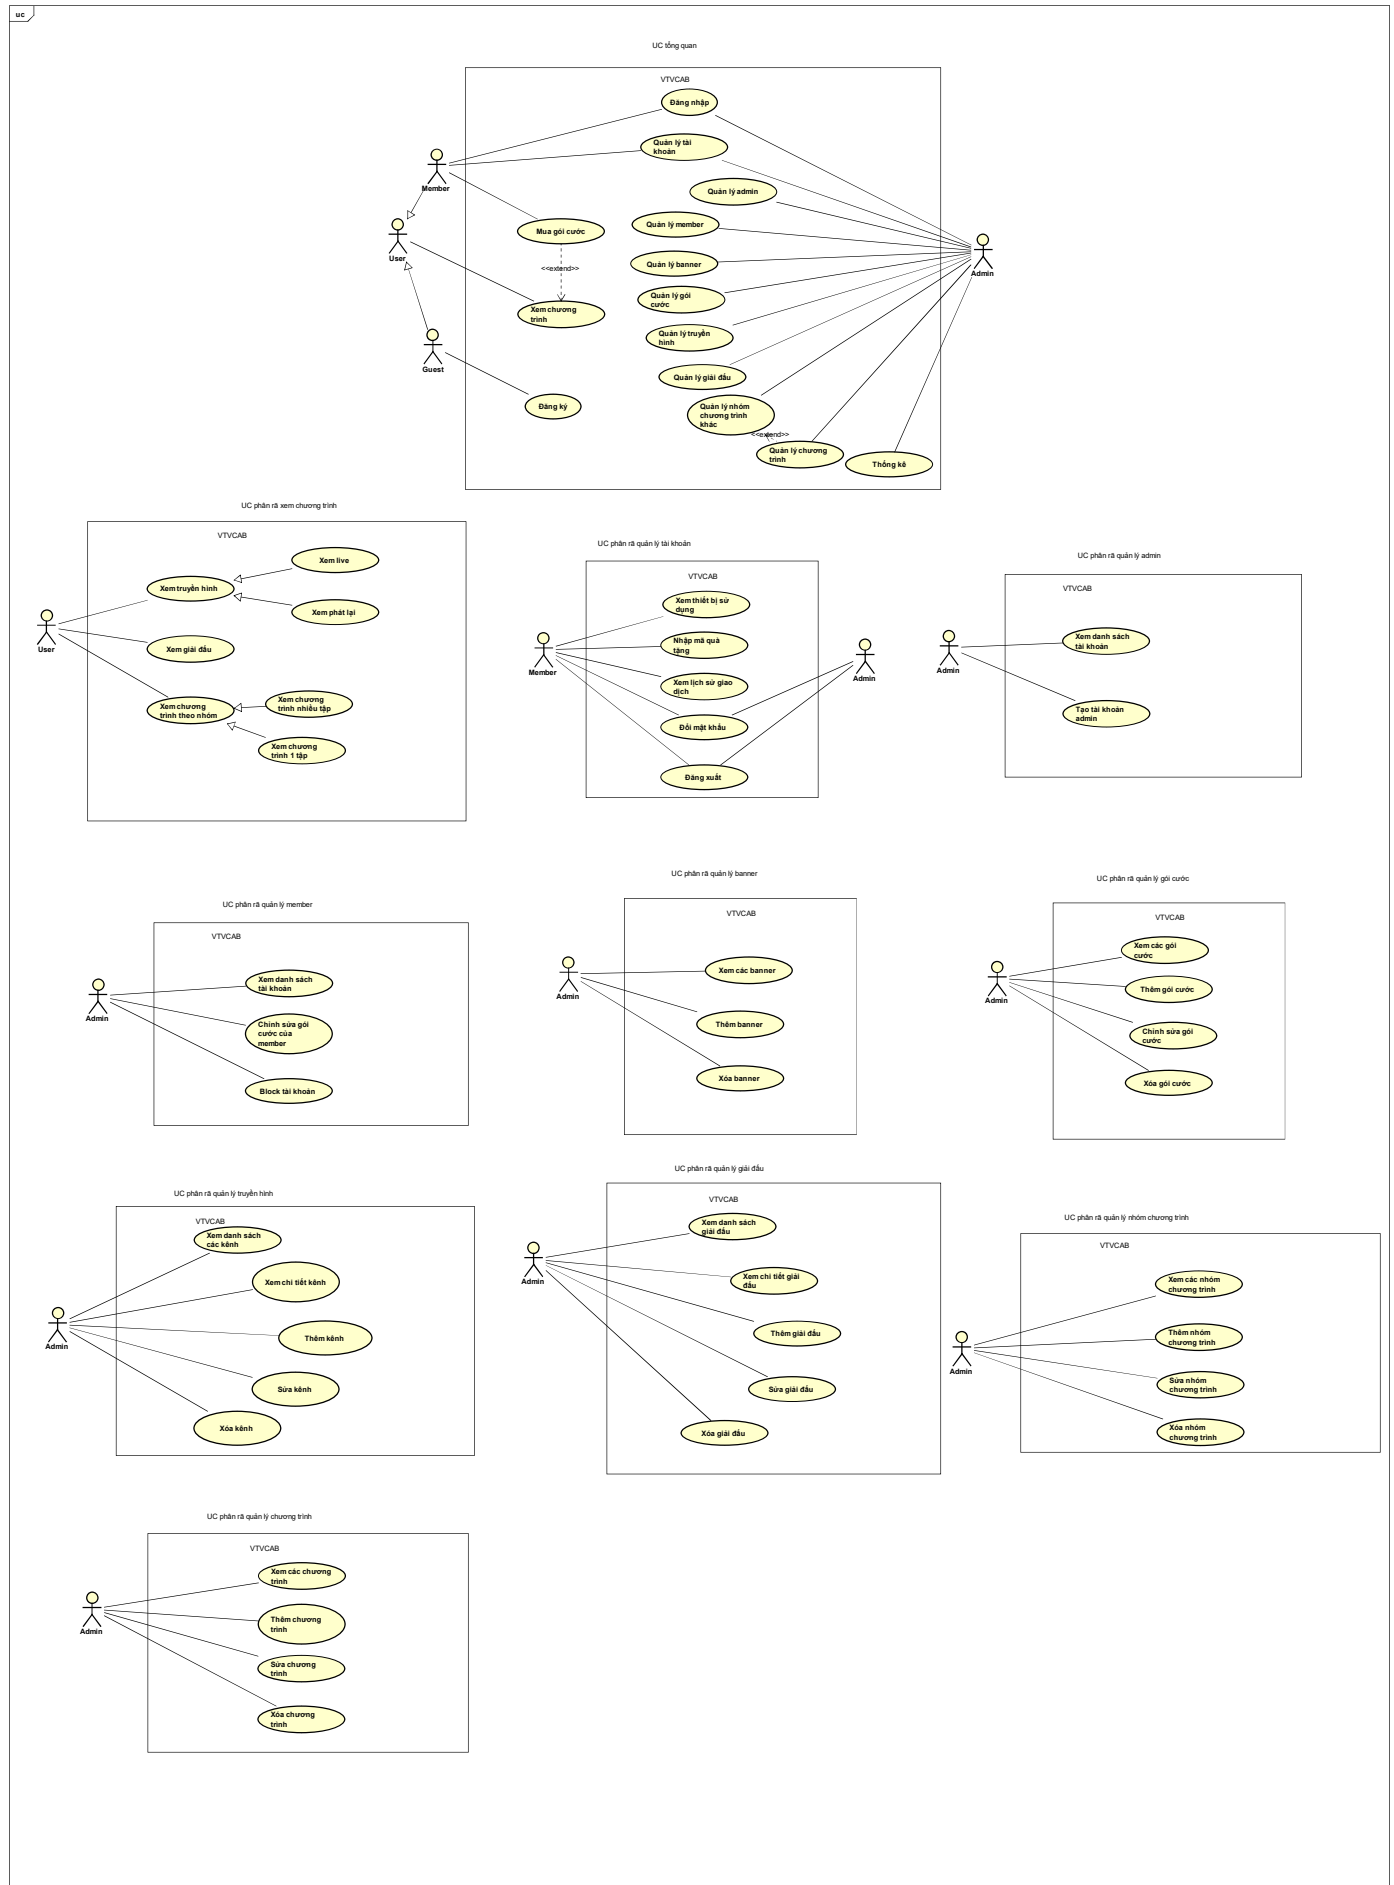 uc
UC tổng quan
VTVCAB
Đăng nhập
Quản lý tài
khoản
Member
Quản lý admin
Mua gói cước
Quản lý member
User
Admin
<<extend>>
Quản lý banner
Xem chương
trình
Quản lý gói
cước
Quản lý truyền
hình
Guest
Quản lý giải đấu
Đăng ký
Quản lý nhóm
chương trình
khác
<<extend>>
Quản lý chương
trình
Thống kê
UC phân rã xem chương trình
VTVCAB
Xem live
Xem truyền hình
Xem phát lại
User
Xem giải đấu
Xem chương
trình theo nhóm
Xem chương
trình nhiều tập
Xem chương
trình 1 tập
UC phân rã quản lý tài khoản
VTVCAB
Xem thiết bị sử
dụng
Nhập mã quà
tặng
Member
Admin
Xem lịch sử giao
dịch
Đổi mật khẩu
Đăng xuất
UC phân rã quản lý admin
VTVCAB
Xem danh sách
tài khoản
Admin
Tạo tài khoản
admin
UC phân rã quản lý member
VTVCAB
Xem danh sách
tài khoản
Admin
Chỉnh sửa gói
cước của
member
Block tài khoản
UC phân rã quản lý banner
VTVCAB
Xem các banner
Admin
Thêm banner
Xóa banner
UC phân rã quản lý gói cước
VTVCAB
Xem các gói
cước
Admin
Thêm gói cước
Chỉnh sửa gói
cước
Xóa gói cước
UC phân rã quản lý truyền hình
VTVCAB
Xem danh sách
các kênh
Xem chi tiết kênh
Admin
Thêm kênh
Sửa kênh
Xóa kênh
UC phân rã quản lý giải đấu
VTVCAB
Xem danh sách
giải đấu
Admin
Xem chi tiết giải
đấu
Thêm giải đấu
Sửa giải đấu
Xóa giải đấu
UC phân rã quản lý nhóm chương trình
VTVCAB
Xem các nhóm
chương trình
Thêm nhóm
chương trình
Admin
Sửa nhóm
chương trình
Xóa nhóm
chương trình
UC phân rã quản lý chương trình
VTVCAB
Xem các chương
trình
Admin
Thêm chương
trình
Sửa chương
trình
Xóa chương
trình